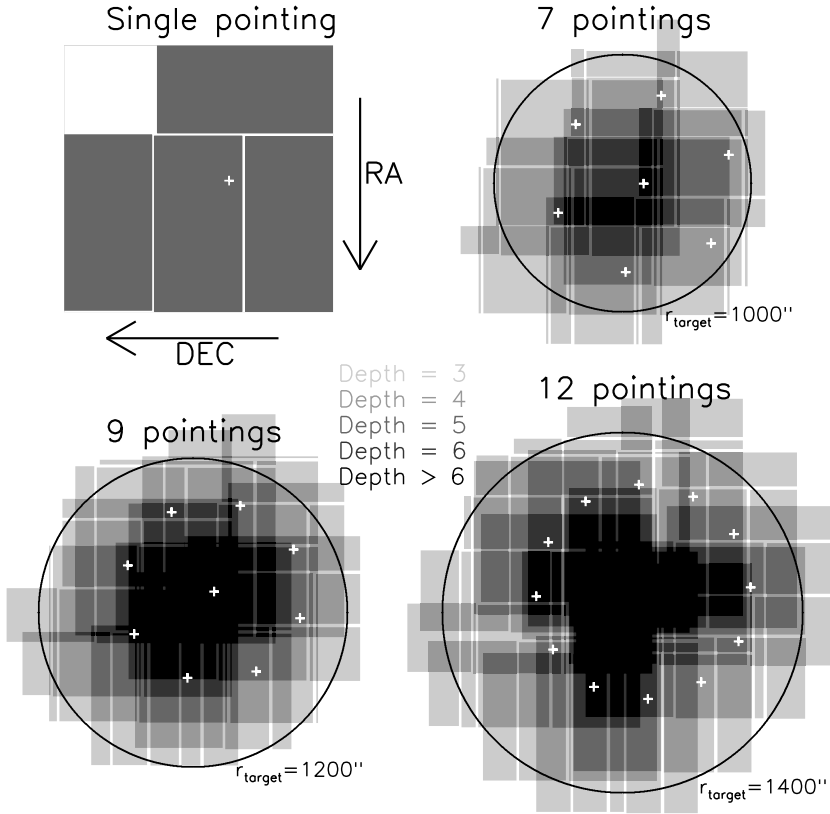 Single pointing
RA
DEC
7 pointings
r_target=1000"
Depth = 3
Depth = 4
Depth = 5
Depth = 6
Depth > 6
9 pointings
r_target=1200"
12 pointings
r_target=1400"